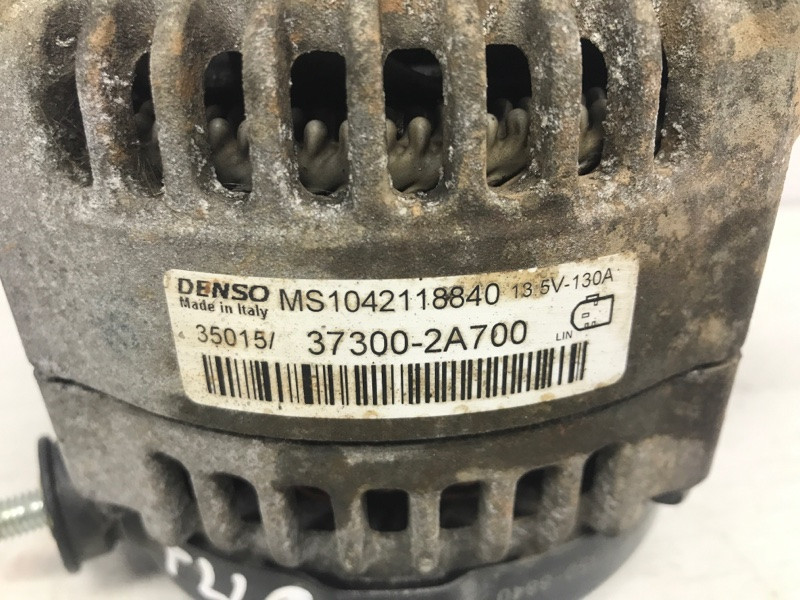 DENSO MS1042118840 13.5V-130A
Made in Italy
35015/ 37300-2A700
LIN